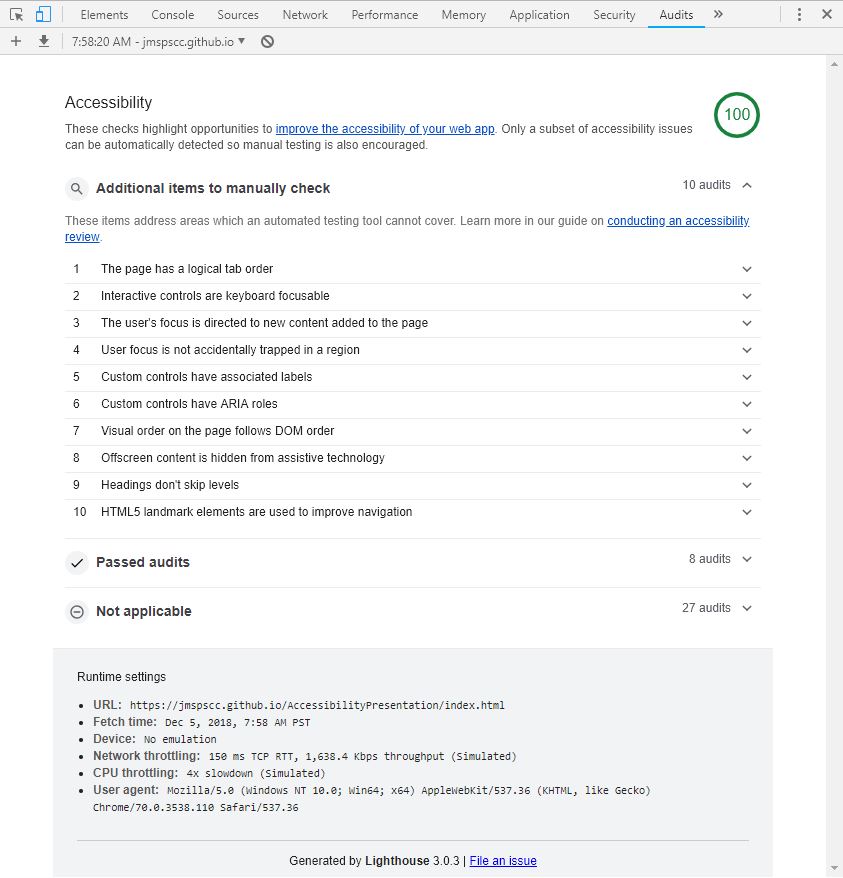 Elements Console Sources Network Performance Memory Application Security Audits »
7:58:20 AM - jmspscc.github.io
Accessibility
100
These checks highlight opportunities to improve the accessibility of your web app. Only a subset of accessibility issues
can be automatically detected so manual testing is also encouraged.
Additional items to manually check
10 audits
These items address areas which an automated testing tool cannot cover. Learn more in our guide on conducting an accessibility
review.
1 The page has a logical tab order
2 Interactive controls are keyboard focusable
3 The user's focus is directed to new content added to the page
4 User focus is not accidentally trapped in a region
5 Custom controls have associated labels
6 Custom controls have ARIA roles
7 Visual order on the page follows DOM order
8 Offscreen content is hidden from assistive technology
9 Headings don't skip levels
10 HTML5 landmark elements are used to improve navigation
Passed audits
8 audits
Not applicable
27 audits
Runtime settings
• URL: https://jmspscc.github.io/AccessibilityPresentation/index.html
• Fetch time: Dec 5, 2018, 7:58 AM PST
• Device: No emulation
• Network throttling: 150 ms TCP RTT, 1,638.4 Kbps throughput (Simulated)
• CPU throttling: 4x slowdown (Simulated)
• User agent: Mozilla/5.0 (Windows NT 10.0; Win64; x64) AppleWebKit/537.36 (KHTML, like Gecko)
Chrome/70.0.3538.110 Safari/537.36
Generated by Lighthouse 3.0.3 | File an issue